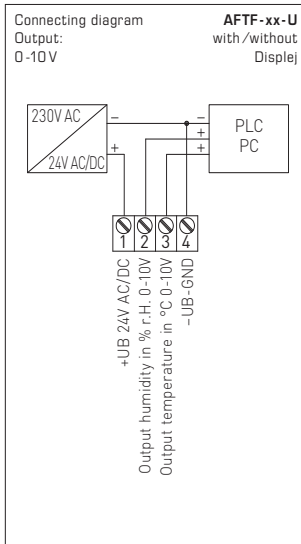 Connecting diagram
Output:
0-10 V
AFTF-xx-U
with/without
Displej
230V AC
24V AC/DC
–
+
–
+
+
PLC
PC
1
2
3
4
+UB 24V AC/DC
Output humidity in % r.H. 0-10V
Output temperature in °C 0-10V
–UB-GND